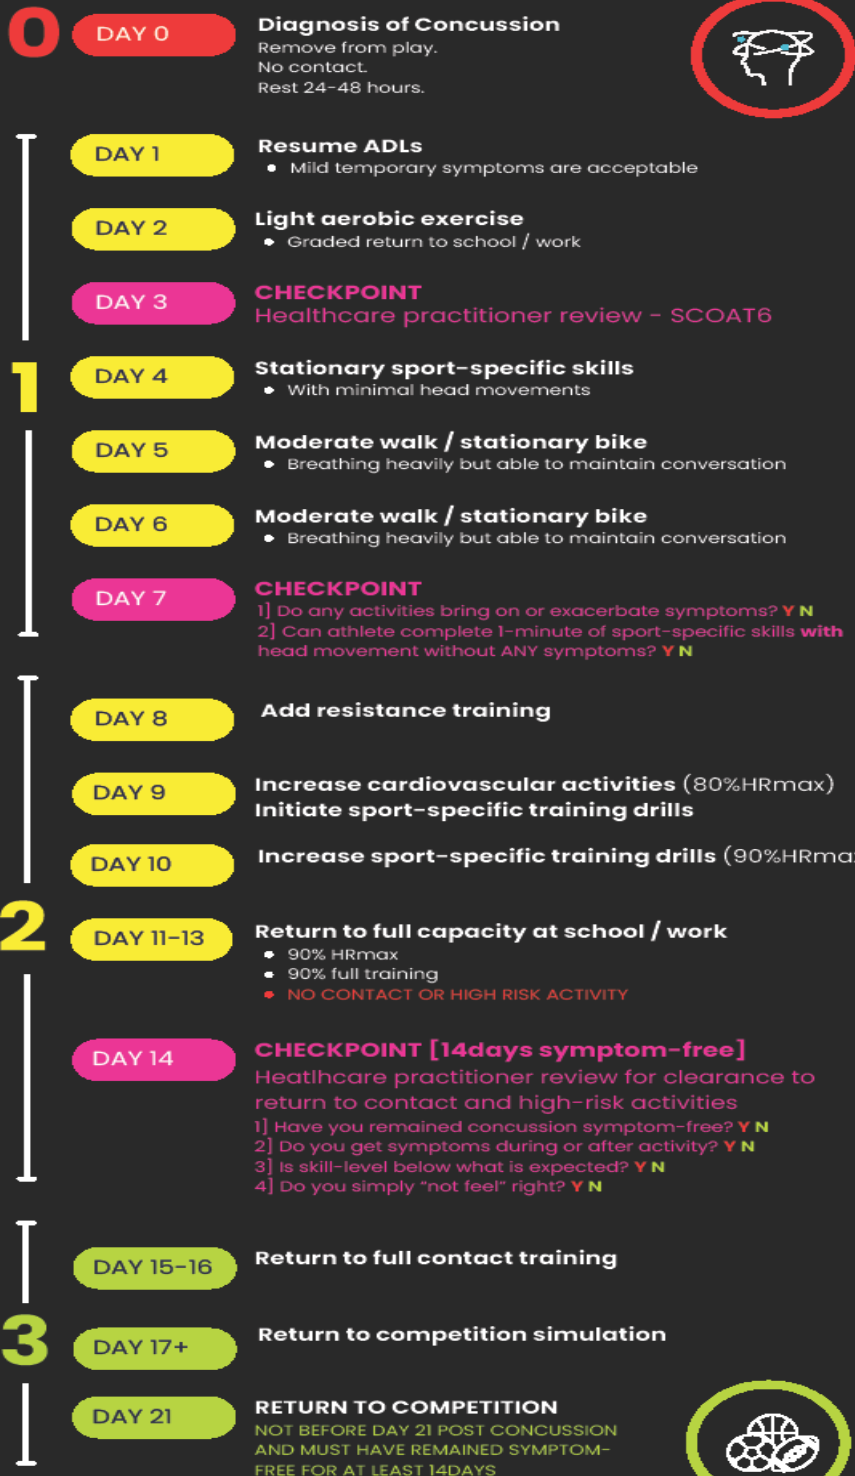 0
DAY 0
Diagnosis of Concussion
Remove from play.
No contact.
Rest 24-48 hours.
DAY 1
Resume ADLs
Mild temporary symptoms are acceptable
DAY 2
Light aerobic exercise
Graded return to school / work
DAY 3
CHECKPOINT
Healthcare practitioner review - SCOAT6
1
DAY 4
Stationary sport-specific skills
With minimal head movements
DAY 5
Moderate walk / stationary bike
Breathing heavily but able to maintain conversation
DAY 6
Moderate walk / stationary bike
Breathing heavily but able to maintain conversation
DAY 7
CHECKPOINT
1] Do any activities bring on or exacerbate symptoms? Y N
2] Can athlete complete 1-minute of sport-specific skills with
head movement without ANY symptoms? Y N
DAY 8
Add resistance training
DAY 9
Increase cardiovascular activities (80%HRmax)
Initiate sport-specific training drills
DAY 10
Increase sport-specific training drills (90%HRmax
2
DAY 11-13
Return to full capacity at school / work
90% HRmax
90% full training
NO CONTACT OR HIGH RISK ACTIVITY
DAY 14
CHECKPOINT [14days symptom-free]
Heatlhcare practitioner review for clearance to
return to contact and high-risk activities
1] Have you remained concussion symptom-free? Y N
2] Do you get symptoms during or after activity? Y N
3] Is skill-level below what is expected? Y N
4] Do you simply "not feel" right? Y N
DAY 15-16
Return to full contact training
3
DAY 17+
Return to competition simulation
DAY 21
RETURN TO COMPETITION
NOT BEFORE DAY 21 POST CONCUSSION
AND MUST HAVE REMAINED SYMPTOM-
FREE FOR AT LEAST 14DAYS